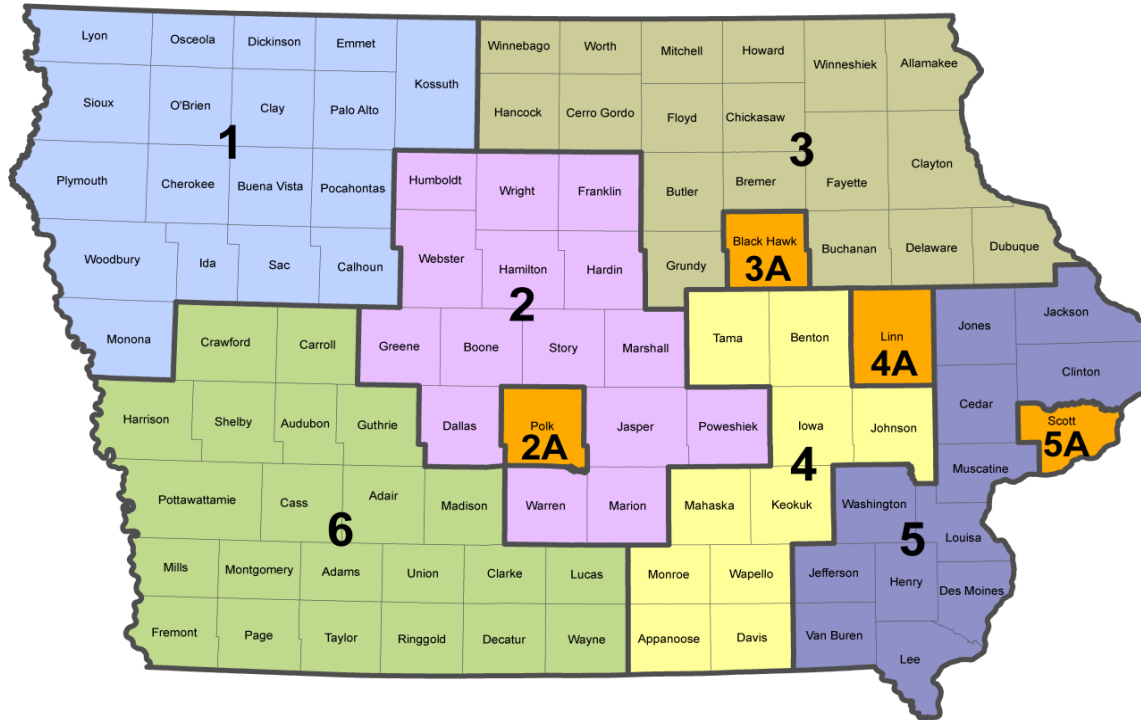 Lyon
Osceola
Dickinson
Emmet
Kossuth
Winnebago
Worth
Mitchell
Howard
Winneshiek
Allamakee
Sioux
O'Brien
Clay
Palo Alto
Hancock
Cerro Gordo
Floyd
Chickasaw
1
3
Plymouth
Cherokee
Buena Vista
Pocahontas
Humboldt
Wright
Franklin
Butler
Bremer
Fayette
Clayton
Woodbury
Ida
Sac
Calhoun
Webster
Hamilton
Hardin
Grundy
Black Hawk
3A
Buchanan
Delaware
Dubuque
2
Monona
Crawford
Carroll
Greene
Boone
Story
Marshall
Tama
Benton
Linn
4A
Jones
Jackson
Clinton
Harrison
Shelby
Audubon
Guthrie
Dallas
Polk
2A
Jasper
Poweshiek
Iowa
Johnson
Cedar
Scott
5A
4
Muscatine
Pottawattamie
Cass
Adair
Madison
Warren
Marion
Mahaska
Keokuk
Washington
Louisa
6
5
Mills
Montgomery
Adams
Union
Clarke
Lucas
Monroe
Wapello
Jefferson
Henry
Des Moines
Fremont
Page
Taylor
Ringgold
Decatur
Wayne
Appanoose
Davis
Van Buren
Lee